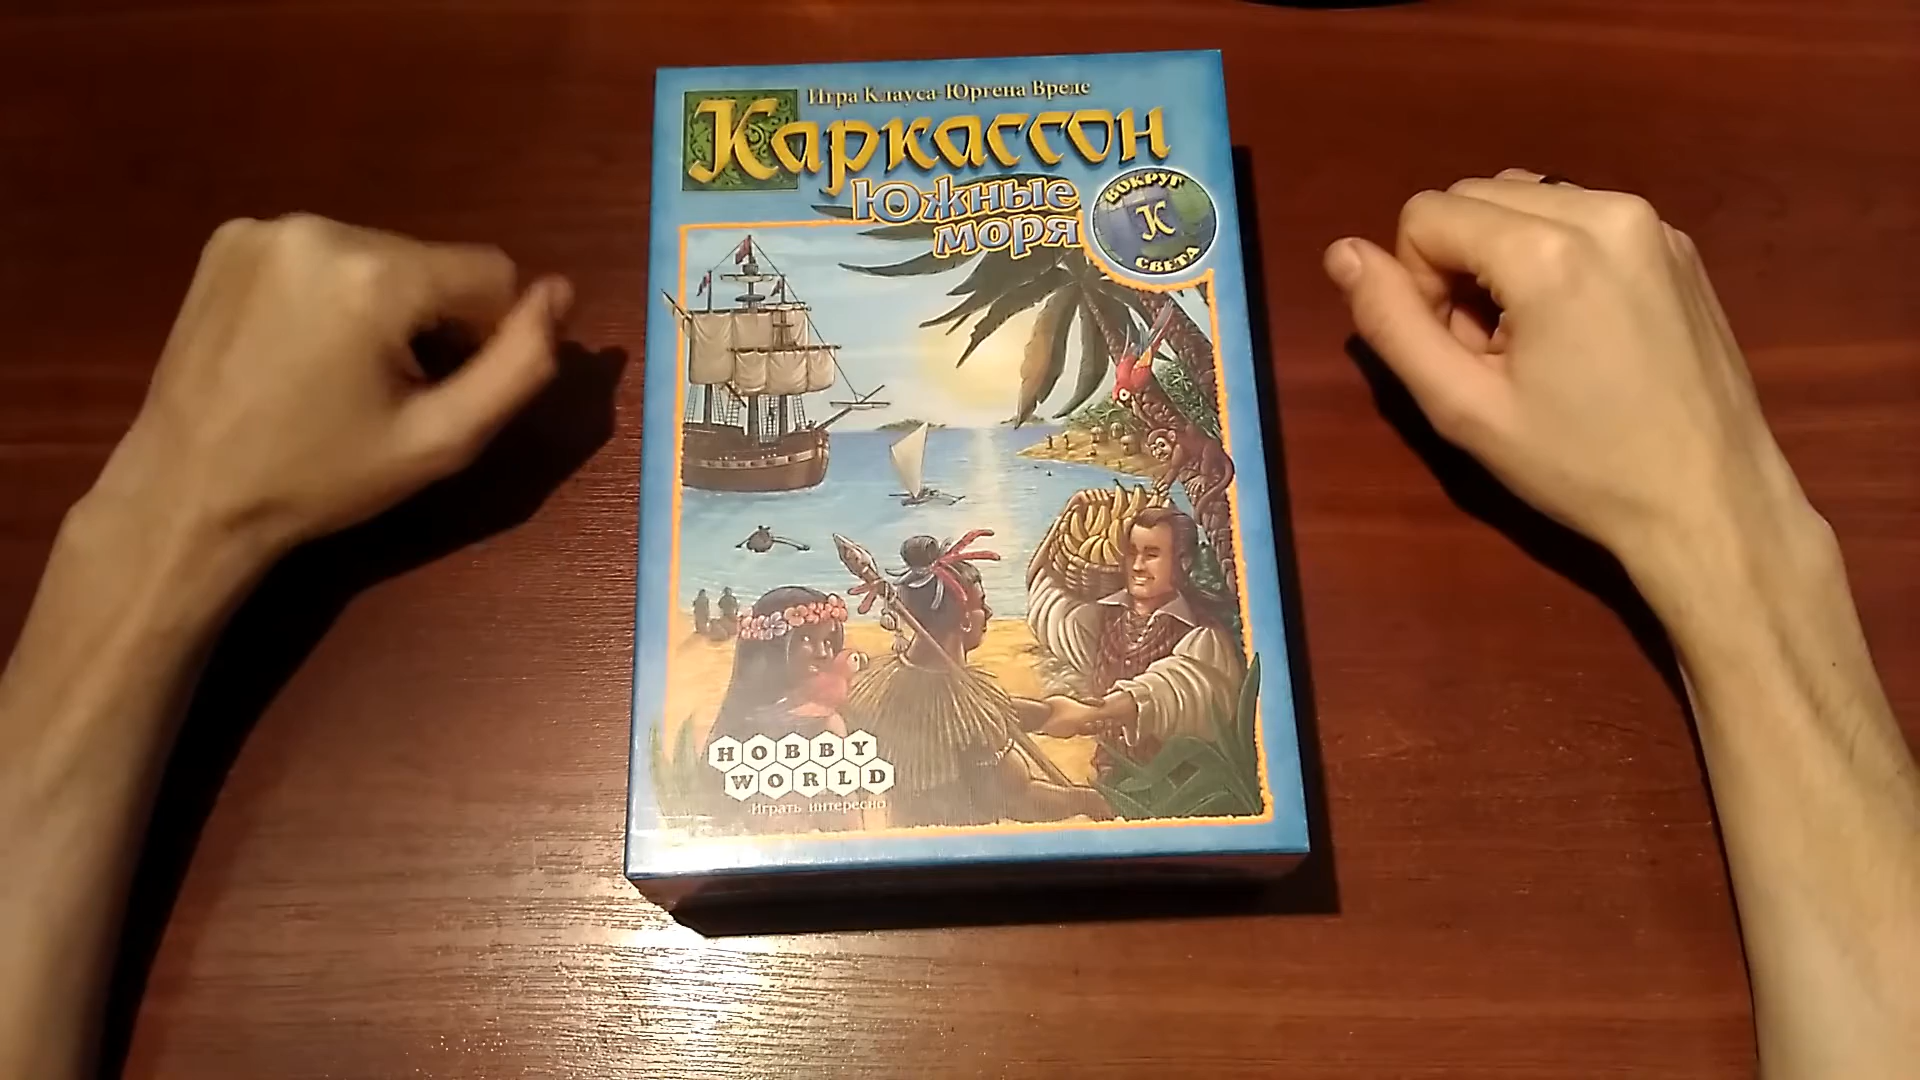 Игра Клауса-Юргена Вреде
Каркассон
Южные
моря
ВОКРУГ
К
СВЕТА
HOBBY
WORLD
Играть интересно